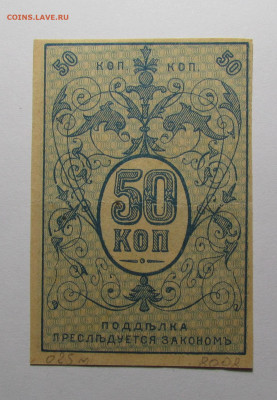 COINS.LAVE.RU
50 КОП. КОП. 50
50
КОП
ПОДДѢЛКА
ПРЕСЛѢДУЕТСЯ ЗАКОНОМЪ.